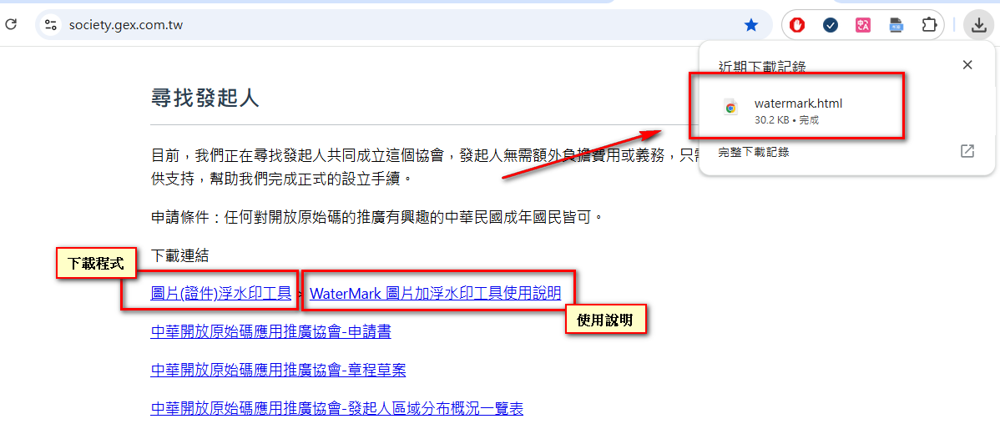 society.gex.com.tw
近期下載記錄
watermark.html
30.2 KB • 完成
完整下載記錄
尋找發起人
目前，我們正在尋找發起人共同成立這個協會，發起人無需額外負擔費用或義務，只需
供支持，幫助我們完成正式的設立手續。
申請條件：任何對開放原始碼的推廣有興趣的中華民國成年國民皆可。
下載連結
下載程式
圖片(證件)浮水印工具 > WaterMark 圖片加浮水印工具使用說明
使用說明
中華開放原始碼應用推廣協會-申請書
中華開放原始碼應用推廣協會-章程草案
中華開放原始碼應用推廣協會-發起人區域分布概況一覽表